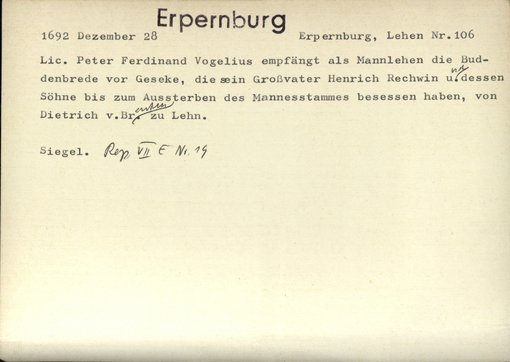 Erpernburg
1692 Dezember 28 Erpernburg, Lehen Nr.106
Lic. Peter Ferdinand Vogelius empfängt als Mannlehen die Bud-
denbrede vor Geseke, die sein Großvater Henrich Rechwin u. dessen
Söhne bis zum Aussterben des Mannesstammes besessen haben, von
Dietrich v.Br. zu Lehn.
Siegel. Rep VII E Nr. 19